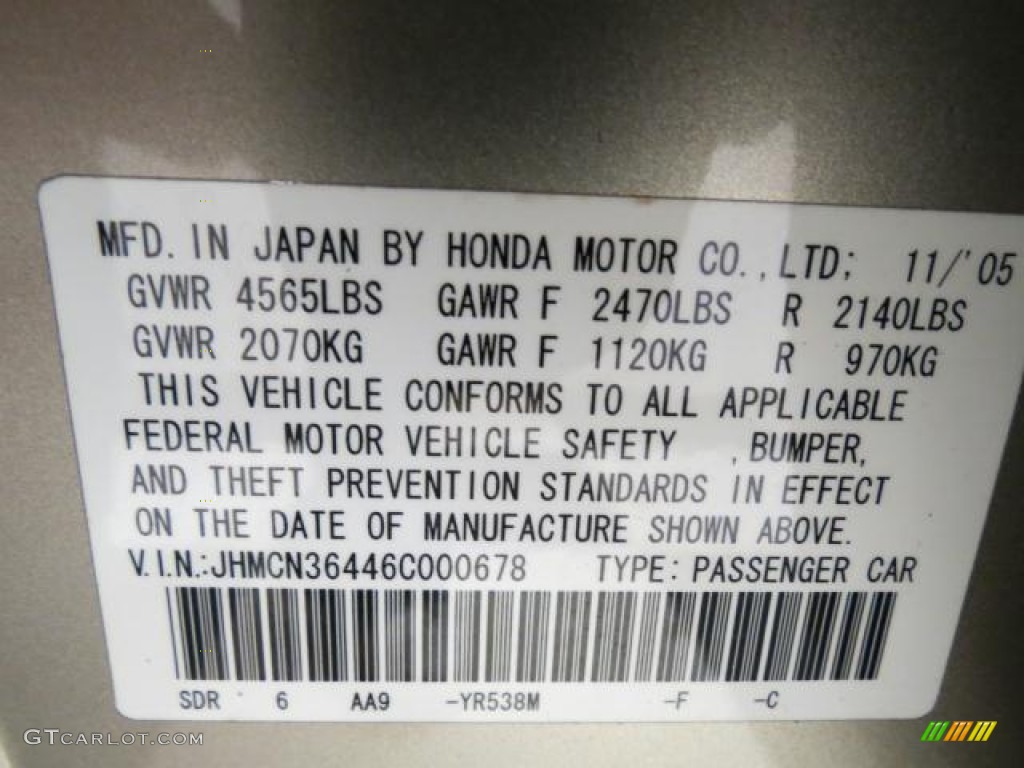 MFD. IN JAPAN BY HONDA MOTOR CO., LTD; 11/'05
GVWR 4565LBS GAWR F 2470LBS R 2140LBS
GVWR 2070KG GAWR F 1120KG R 970KG
THIS VEHICLE CONFORMS TO ALL APPLICABLE
FEDERAL MOTOR VEHICLE SAFETY , BUMPER,
AND THEFT PREVENTION STANDARDS IN EFFECT
ON THE DATE OF MANUFACTURE SHOWN ABOVE.
V.I.N.:JHMCN36446C000678 TYPE: PASSENGER CAR
SDR 6 AA9 -YR538M -F -C
GTCARLOT.COM